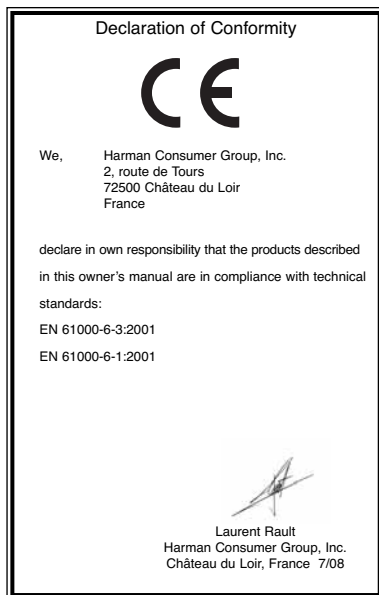 Declaration of Conformity
CE
We, Harman Consumer Group, Inc.
2, route de Tours
72500 Château du Loir
France
declare in own responsibility that the products described
in this owner’s manual are in compliance with technical
standards:
EN 61000-6-3:2001
EN 61000-6-1:2001
Laurent Rault
Harman Consumer Group, Inc.
Château du Loir, France 7/08